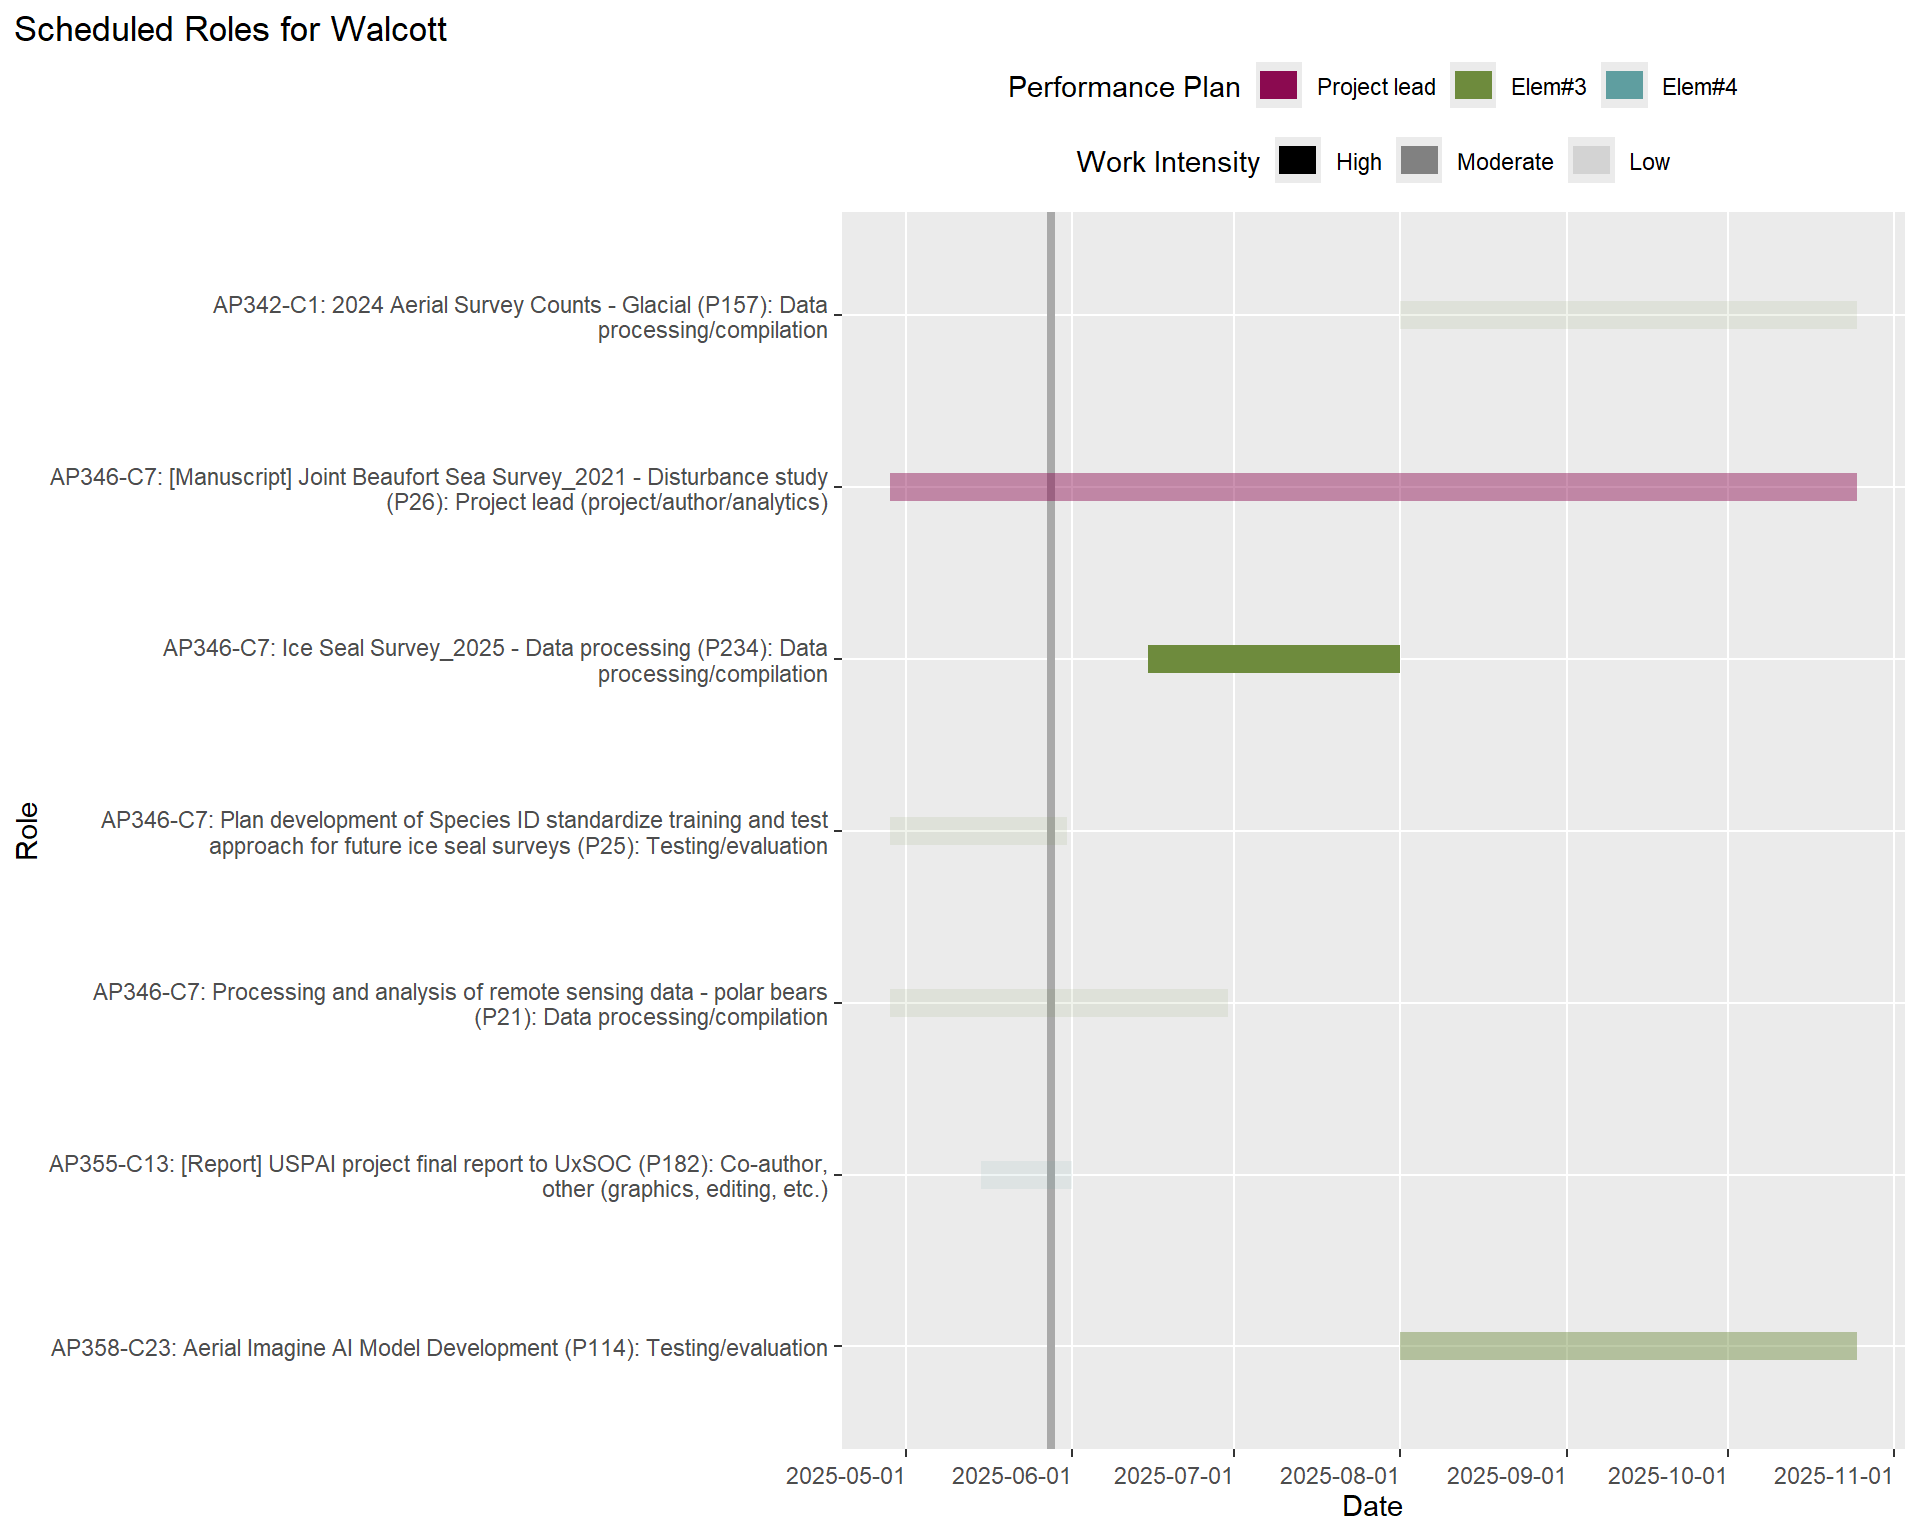 Scheduled Roles for Walcott
Performance Plan Project lead Elem#3 Elem#4
Work Intensity High Moderate Low
AP342-C1: 2024 Aerial Survey Counts - Glacial (P157): Data
processing/compilation
AP346-C7: [Manuscript] Joint Beaufort Sea Survey_2021 - Disturbance study
(P26): Project lead (project/author/analytics)
AP346-C7: Ice Seal Survey_2025 - Data processing (P234): Data
processing/compilation
AP346-C7: Plan development of Species ID standardize training and test
approach for future ice seal surveys (P25): Testing/evaluation
AP346-C7: Processing and analysis of remote sensing data - polar bears
(P21): Data processing/compilation
AP355-C13: [Report] USPAI project final report to UxSOC (P182): Co-author,
other (graphics, editing, etc.)
AP358-C23: Aerial Imagine AI Model Development (P114): Testing/evaluation
Role
2025-05-01 2025-06-01 2025-07-01 2025-08-01 2025-09-01 2025-10-01 2025-11-01
Date